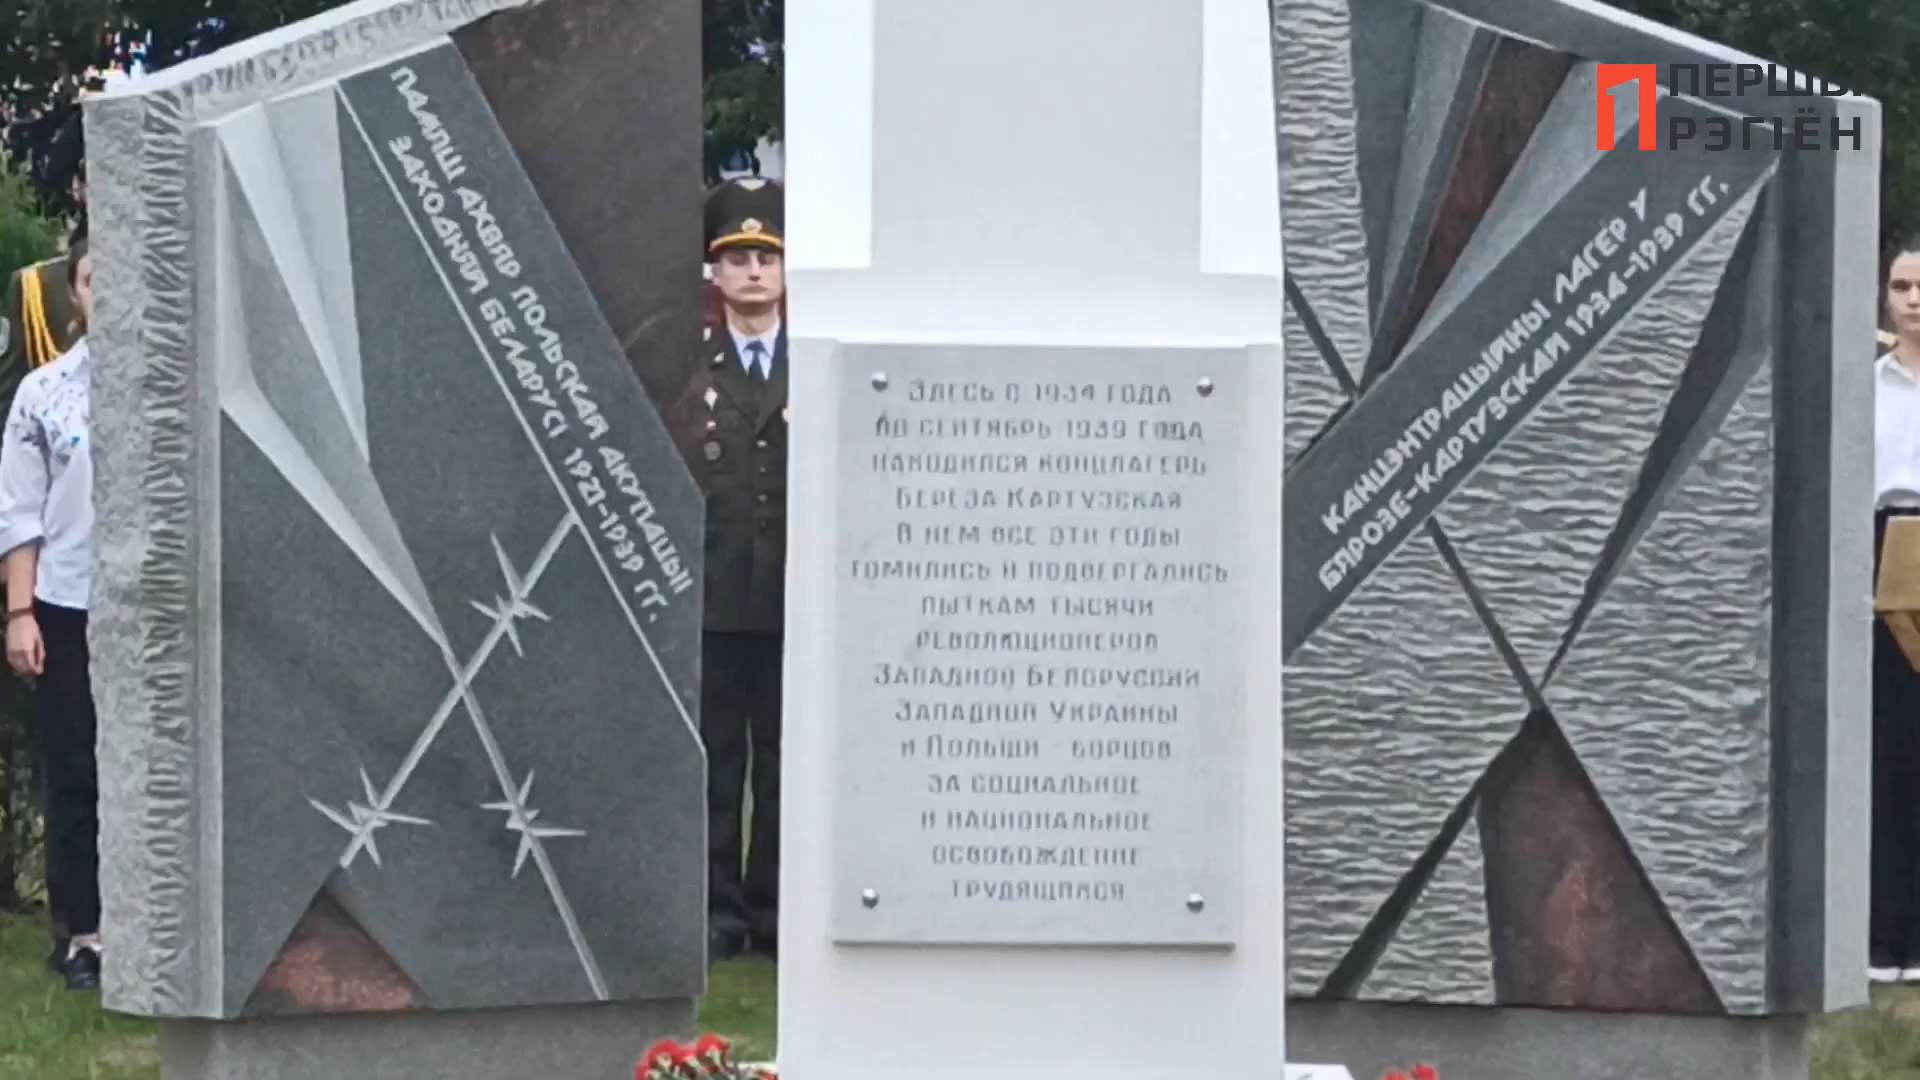 ПАМЯЦІ АХВЯР ПОЛЬСКАЙ АКУПАЦЫІ
ЗАХОДНЯЙ БЕЛАРУСІ 1921-1939 ГГ.
Здесь с 1934 года
по сентябрь 1939 года
находился концлагерь
Береза Картузская
В нем все эти годы
томились и подвергались
пыткам тысячи
революционеров
Западной Белоруссии
Западной Украины
и Польши - борцов
за социальное
и национальное
освобождение
трудящихся
КАНЦЭНТРАЦЫЙНЫ ЛАГЕР У
БЯРОЗЕ-КАРТУЗСКАЙ 1934-1939 ГГ.
1 ПЕРШЫ
РЭГІЁН